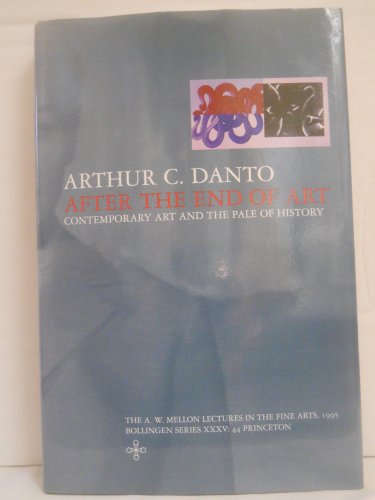 ARTHUR C. DANTO
AFTER THE END OF ART
CONTEMPORARY ART AND THE PALE OF HISTORY
THE A. W. MELLON LECTURES IN THE FINE ARTS, 1995
BOLLINGEN SERIES XXXV: 44 PRINCETON